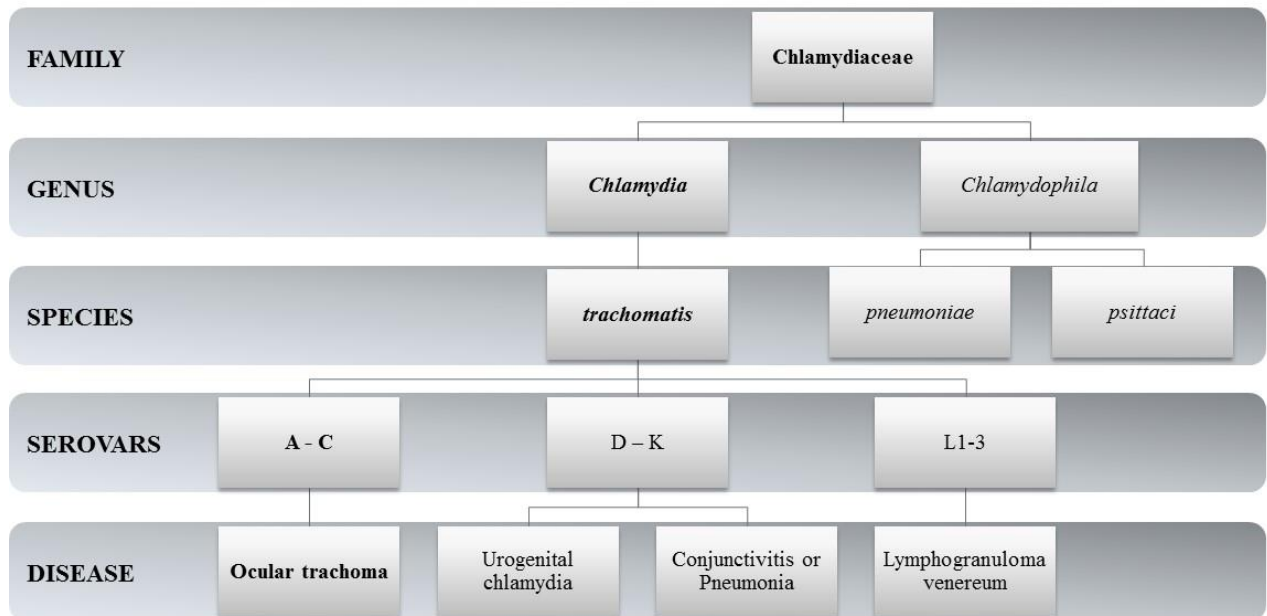 FAMILY
Chlamydiaceae
GENUS
Chlamydia
Chlamydophila
SPECIES
trachomatis
pneumoniae
psittaci
SEROVARS
A - C
D – K
L1-3
DISEASE
Ocular trachoma
Urogenital
chlamydia
Conjunctivitis or
Pneumonia
Lymphogranuloma
venereum